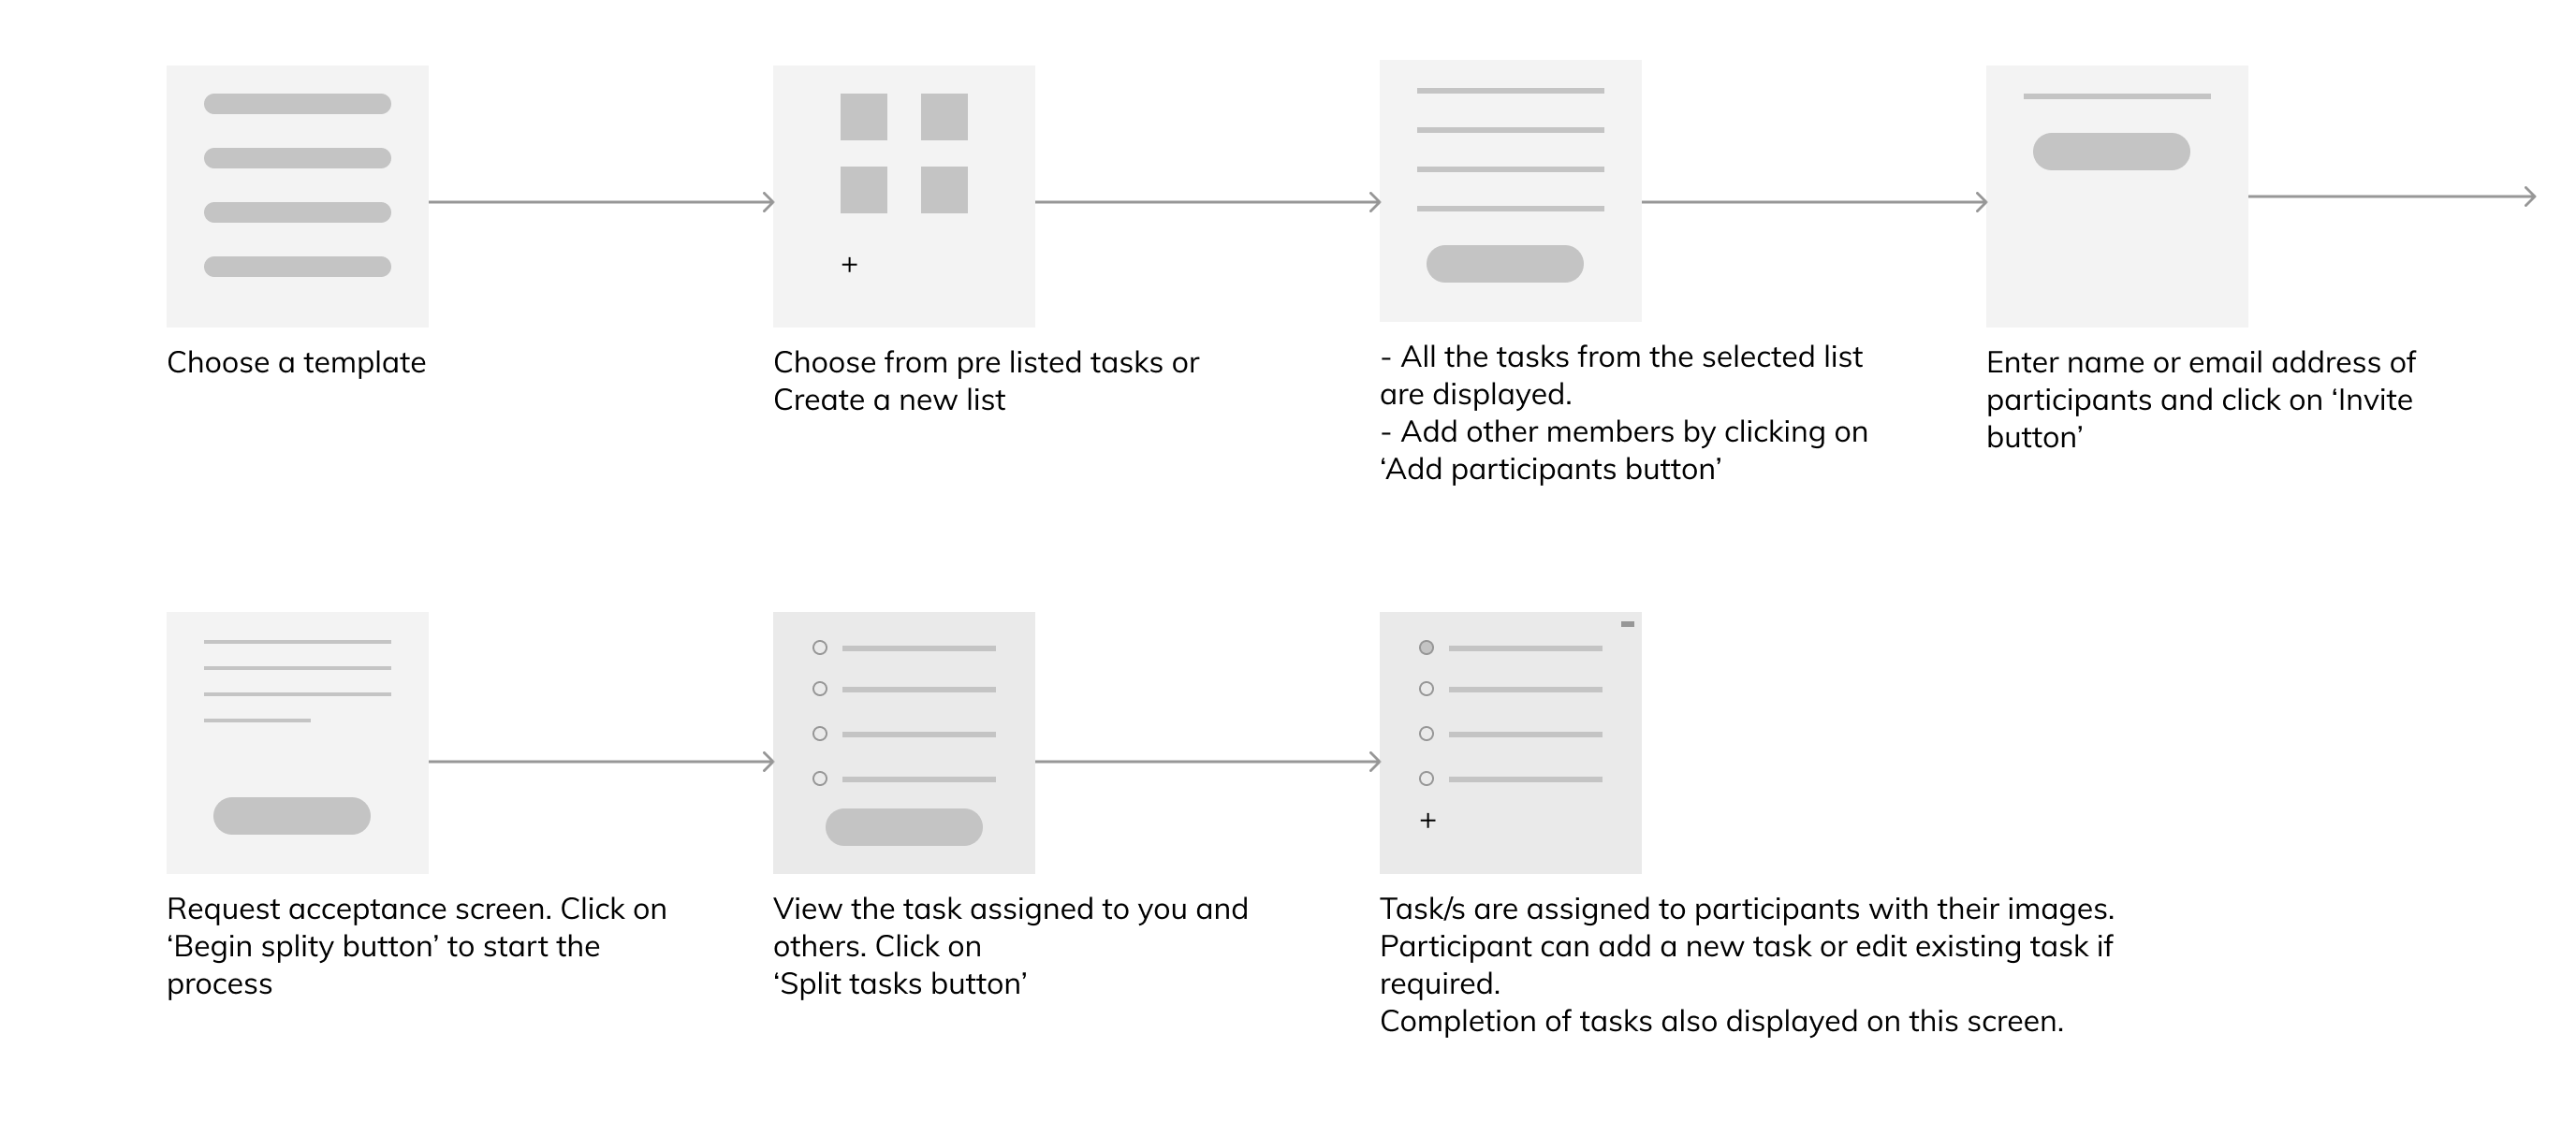 +
Choose a template
Choose from pre listed tasks or
Create a new list
- All the tasks from the selected list
are displayed.
- Add other members by clicking on
‘Add participants button’
Enter name or email address of
participants and click on ‘Invite
button’
+
Request acceptance screen. Click on
‘Begin splity button’ to start the
process
View the task assigned to you and
others. Click on
‘Split tasks button’
Task/s are assigned to participants with their images.
Participant can add a new task or edit existing task if
required.
Completion of tasks also displayed on this screen.